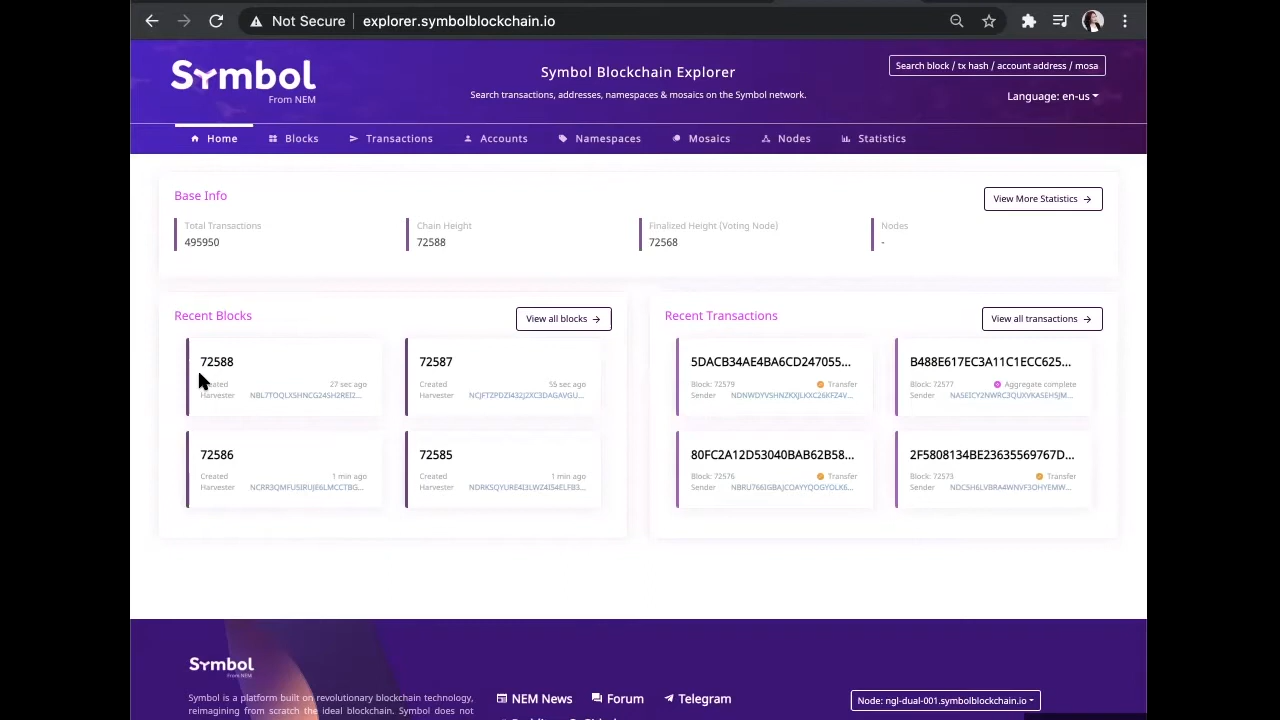 Not Secure | explorer.symbolblockchain.io
Symbol
From NEM
Symbol Blockchain Explorer
Search transactions, addresses, namespaces & mosaics on the Symbol network.
Search block / tx hash / account address / mosa
Language: en-us
Home Blocks Transactions Accounts Namespaces Mosaics Nodes Statistics
Base Info
View More Statistics →
Total Transactions Chain Height Finalized Height (Voting Node) Nodes
495950 72588 72568 -
Recent Blocks
View all blocks →
72588
27 sec ago
Harvester
72587
Created 55 sec ago
Harvester
72586
Created 1 min ago
Harvester
72585
Created 1 min ago
Harvester
Recent Transactions
View all transactions →
5DACB34AE4BA6CD247055...
Block: 72579 Transfer
Sender
B488E617EC3A11C1ECC625...
Block: 72577 Aggregate complete
Sender
80FC2A12D53040BAB62B58...
Block: 72576 Transfer
Sender
2F5808134BE23635569767D...
Block: 72573 Transfer
Sender
Symbol
From NEM
Symbol is a platform built on revolutionary blockchain technology,
reimagining from scratch the ideal blockchain. Symbol does not
NEM News Forum Telegram
Node: ngl-dual-001.symbolblockchain.io